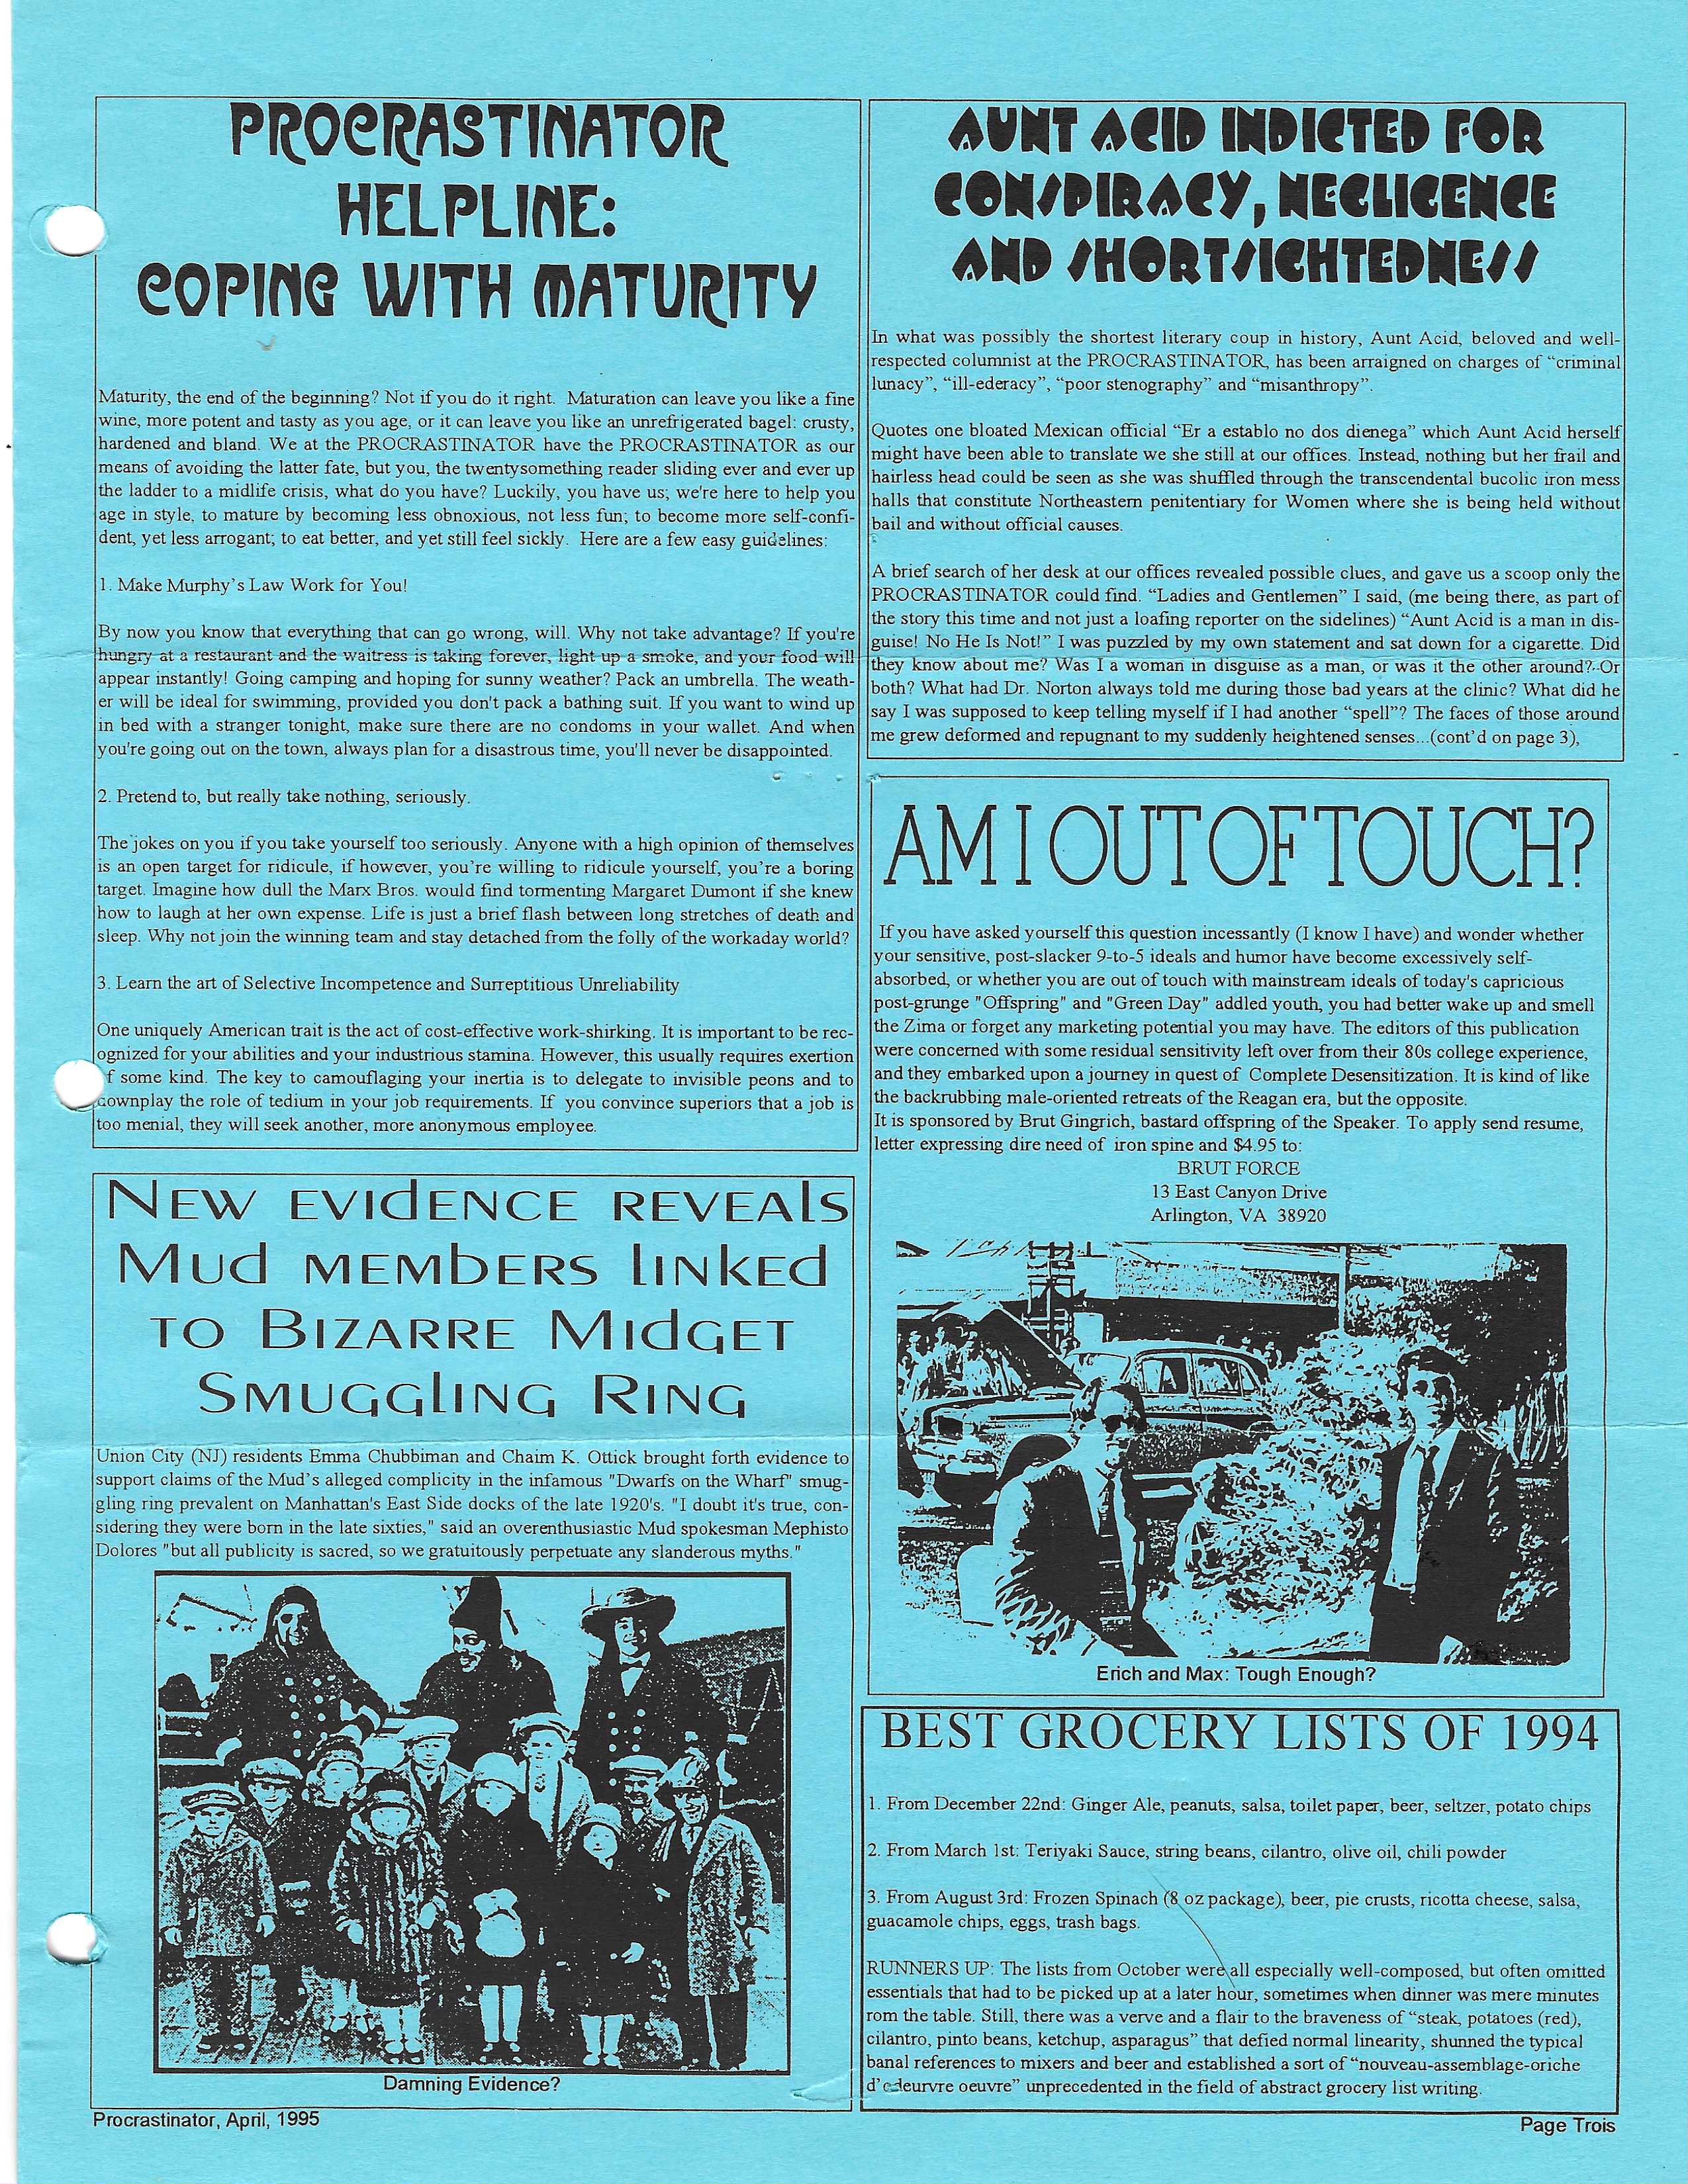 PROCRASTINATOR
HELPLINE:
COPING WITH MATURITY
Maturity, the end of the beginning? Not if you do it right. Maturation can leave you like a fine
wine, more potent and tasty as you age, or it can leave you like an unrefrigerated bagel: crusty,
hardened and bland. We at the PROCRASTINATOR have the PROCRASTINATOR as our
means of avoiding the latter fate, but you, the twentysomething reader sliding ever and ever up
the ladder to a midlife crisis, what do you have? Luckily, you have us; we're here to help you
age in style, to mature by becoming less obnoxious, not less fun; to become more self-confi-
dent, yet less arrogant; to eat better, and yet still feel sickly. Here are a few easy guidelines:
1. Make Murphy's Law Work for You!
By now you know that everything that can go wrong, will. Why not take advantage? If you're
hungry at a restaurant and the waitress is taking forever, light up a smoke, and your food will
appear instantly! Going camping and hoping for sunny weather? Pack an umbrella. The weath-
er will be ideal for swimming, provided you don't pack a bathing suit. If you want to wind up
in bed with a stranger tonight, make sure there are no condoms in your wallet. And when
you're going out on the town, always plan for a disastrous time, you'll never be disappointed.
2. Pretend to, but really take nothing, seriously.
The jokes on you if you take yourself too seriously. Anyone with a high opinion of themselves
is an open target for ridicule, if however, you're willing to ridicule yourself, you're a boring
target. Imagine how dull the Marx Bros. would find tormenting Margaret Dumont if she knew
how to laugh at her own expense. Life is just a brief flash between long stretches of death and
sleep. Why not join the winning team and stay detached from the folly of the workaday world?
3. Learn the art of Selective Incompetence and Surreptitious Unreliability
One uniquely American trait is the act of cost-effective work-shirking. It is important to be rec-
ognized for your abilities and your industrious stamina. However, this usually requires exertion
f some kind. The key to camouflaging your inertia is to delegate to invisible peons and to
downplay the role of tedium in your job requirements. If you convince superiors that a job is
too menial, they will seek another, more anonymous employee.
New evidence reveals
Mud members linked
to Bizarre Midget
Smuggling Ring
Union City (NJ) residents Emma Chubbiman and Chaim K. Ottick brought forth evidence to
support claims of the Mud's alleged complicity in the infamous "Dwarfs on the Wharf" smug-
gling ring prevalent on Manhattan's East Side docks of the late 1920's. "I doubt it's true, con-
sidering they were born in the late sixties," said an overenthusiastic Mud spokesman Mephisto
Dolores "but all publicity is sacred, so we gratuitously perpetuate any slanderous myths."
Damning Evidence?
Procrastinator, April, 1995
AUNT ACID INDICTED FOR
CONSPIRACY, NEGLIGENCE
AND SHORTSIGHTEDNESS
In what was possibly the shortest literary coup in history, Aunt Acid, beloved and well-
respected columnist at the PROCRASTINATOR, has been arraigned on charges of “criminal
lunacy”, “ill-ederacy”, “poor stenography” and “misanthropy”.
Quotes one bloated Mexican official “Er a establo no dos dienega” which Aunt Acid herself
might have been able to translate we she still at our offices. Instead, nothing but her frail and
hairless head could be seen as she was shuffled through the transcendental bucolic iron mess
halls that constitute Northeastern penitentiary for Women where she is being held without
bail and without official causes.
A brief search of her desk at our offices revealed possible clues, and gave us a scoop only the
PROCRASTINATOR could find. “Ladies and Gentlemen” I said, (me being there, as part of
the story this time and not just a loafing reporter on the sidelines) “Aunt Acid is a man in dis-
guise! No He Is Not!” I was puzzled by my own statement and sat down for a cigarette. Did
they know about me? Was I a woman in disguise as a man, or was it the other around? Or
both? What had Dr. Norton always told me during those bad years at the clinic? What did he
say I was supposed to keep telling myself if I had another “spell”? The faces of those around
me grew deformed and repugnant to my suddenly heightened senses...(cont'd on page 3),
AM I OUT OF TOUCH?
If you have asked yourself this question incessantly (I know I have) and wonder whether
your sensitive, post-slacker 9-to-5 ideals and humor have become excessively self-
absorbed, or whether you are out of touch with mainstream ideals of today's capricious
post-grunge "Offspring" and "Green Day" addled youth, you had better wake up and smell
the Zima or forget any marketing potential you may have. The editors of this publication
were concerned with some residual sensitivity left over from their 80s college experience,
and they embarked upon a journey in quest of Complete Desensitization. It is kind of like
the backrubbing male-oriented retreats of the Reagan era, but the opposite.
It is sponsored by Brut Gingrich, bastard offspring of the Speaker. To apply send resume,
letter expressing dire need of iron spine and $4.95 to:
BRUT FORCE
13 East Canyon Drive
Arlington, VA 38920
Erich and Max: Tough Enough?
BEST GROCERY LISTS OF 1994
1. From December 22nd: Ginger Ale, peanuts, salsa, toilet paper, beer, seltzer, potato chips
2. From March 1st: Teriyaki Sauce, string beans, cilantro, olive oil, chili powder
3. From August 3rd: Frozen Spinach (8 oz package), beer, pie crusts, ricotta cheese, salsa,
guacamole chips, eggs, trash bags.
RUNNERS UP: The lists from October were all especially well-composed, but often omitted
essentials that had to be picked up at a later hour, sometimes when dinner was mere minutes
rom the table. Still, there was a verve and a flair to the braveness of “steak, potatoes (red),
cilantro, pinto beans, ketchup, asparagus” that defied normal linearity, shunned the typical
banal references to mixers and beer and established a sort of “nouveau-assemblage-oriche
oeuvre” unprecedented in the field of abstract grocery list writing.
Page Trois